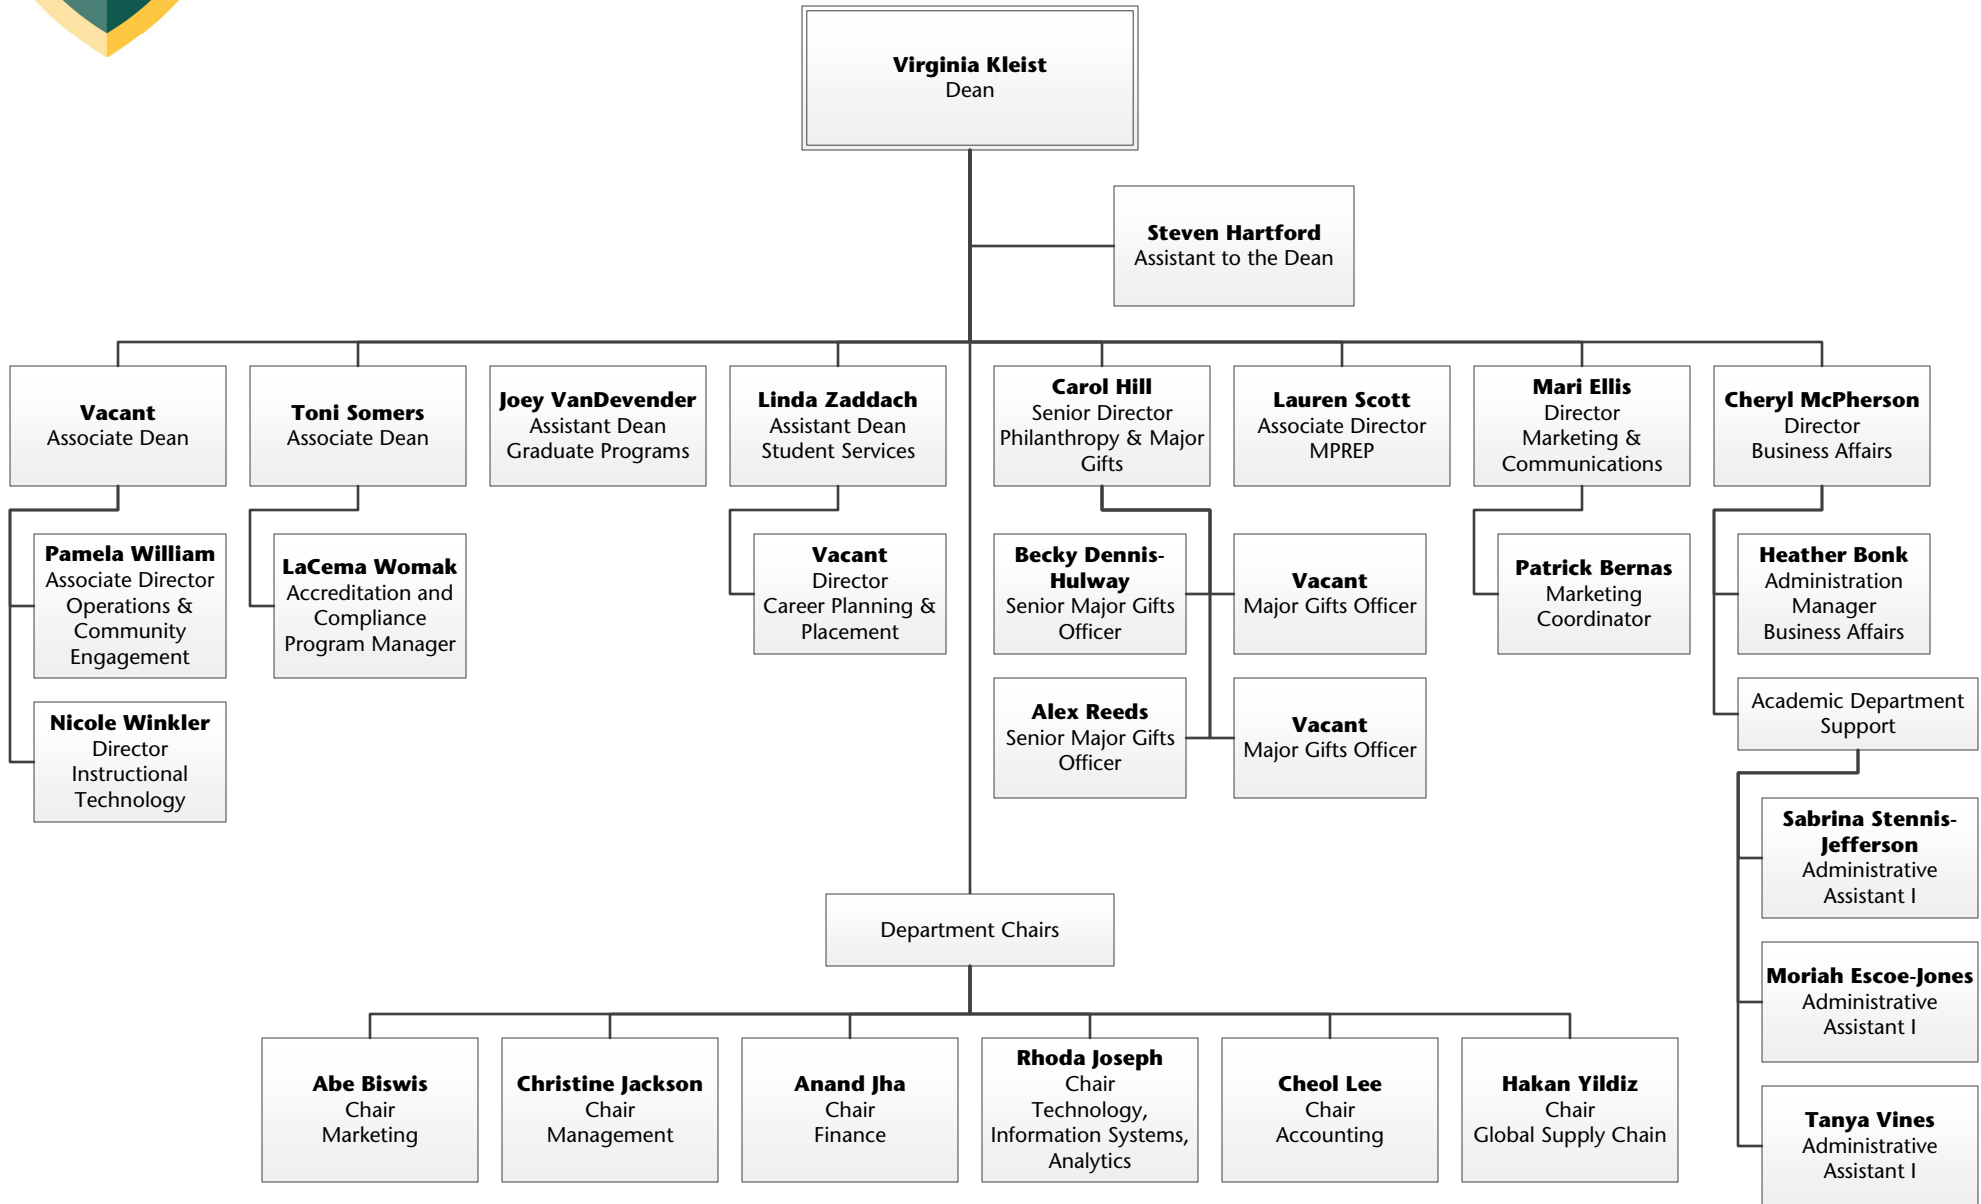 Virginia Kleist
Dean
Steven Hartford
Assistant to the Dean
Vacant
Associate Dean
Toni Somers
Associate Dean
Joey VanDevender
Assistant Dean
Graduate Programs
Linda Zaddach
Assistant Dean
Student Services
Carol Hill
Senior Director
Philanthropy & Major
Gifts
Lauren Scott
Associate Director
MPREP
Mari Ellis
Director
Marketing &
Communications
Cheryl McPherson
Director
Business Affairs
Pamela William
Associate Director
Operations &
Community
Engagement
LaCema Womak
Accreditation and
Compliance
Program Manager
Vacant
Director
Career Planning &
Placement
Becky Dennis-
Hulway
Senior Major Gifts
Officer
Vacant
Major Gifts Officer
Patrick Bernas
Marketing
Coordinator
Heather Bonk
Administration
Manager
Business Affairs
Nicole Winkler
Director
Instructional
Technology
Alex Reeds
Senior Major Gifts
Officer
Vacant
Major Gifts Officer
Academic Department
Support
Sabrina Stennis-
Jefferson
Administrative
Assistant I
Department Chairs
Moriah Escoe-Jones
Administrative
Assistant I
Abe Biswis
Chair
Marketing
Christine Jackson
Chair
Management
Anand Jha
Chair
Finance
Rhoda Joseph
Chair
Technology,
Information Systems,
Analytics
Cheol Lee
Chair
Accounting
Hakan Yildiz
Chair
Global Supply Chain
Tanya Vines
Administrative
Assistant I